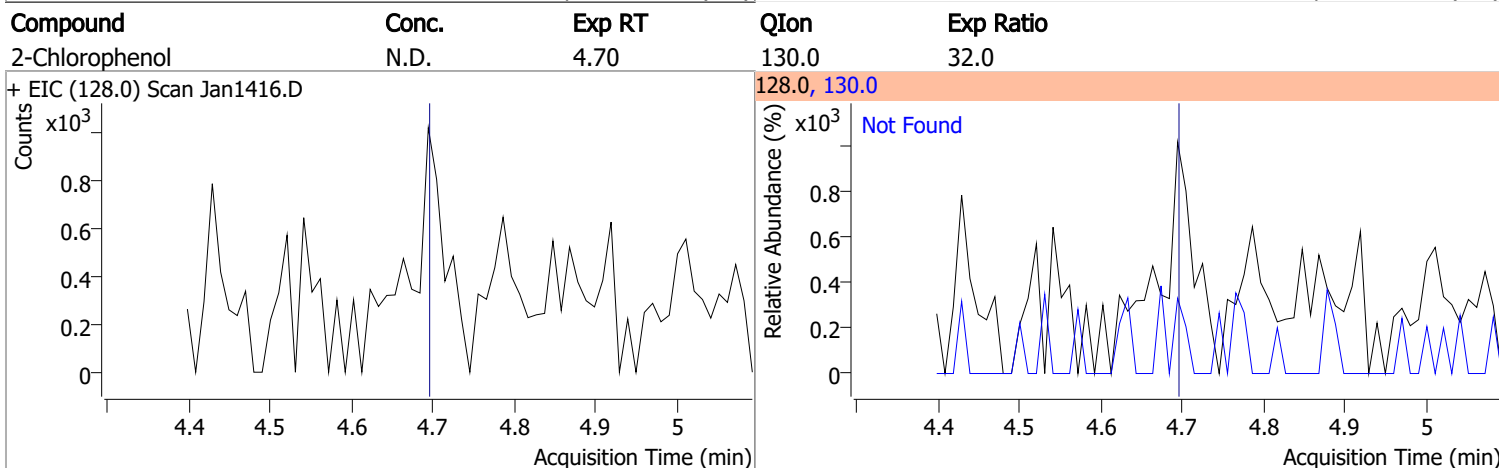 Compound Conc. Exp RT QIon Exp Ratio
2-Chlorophenol N.D. 4.70 130.0 32.0
+ EIC (128.0) Scan Jan1416.D
Counts
x10³
0.8
0.6
0.4
0.2
0
4.4 4.5 4.6 4.7 4.8 4.9 5
Acquisition Time (min)
128.0, 130.0
Relative Abundance (%)
x10³
Not Found
0.8
0.6
0.4
0.2
0
4.4 4.5 4.6 4.7 4.8 4.9 5
Acquisition Time (min)